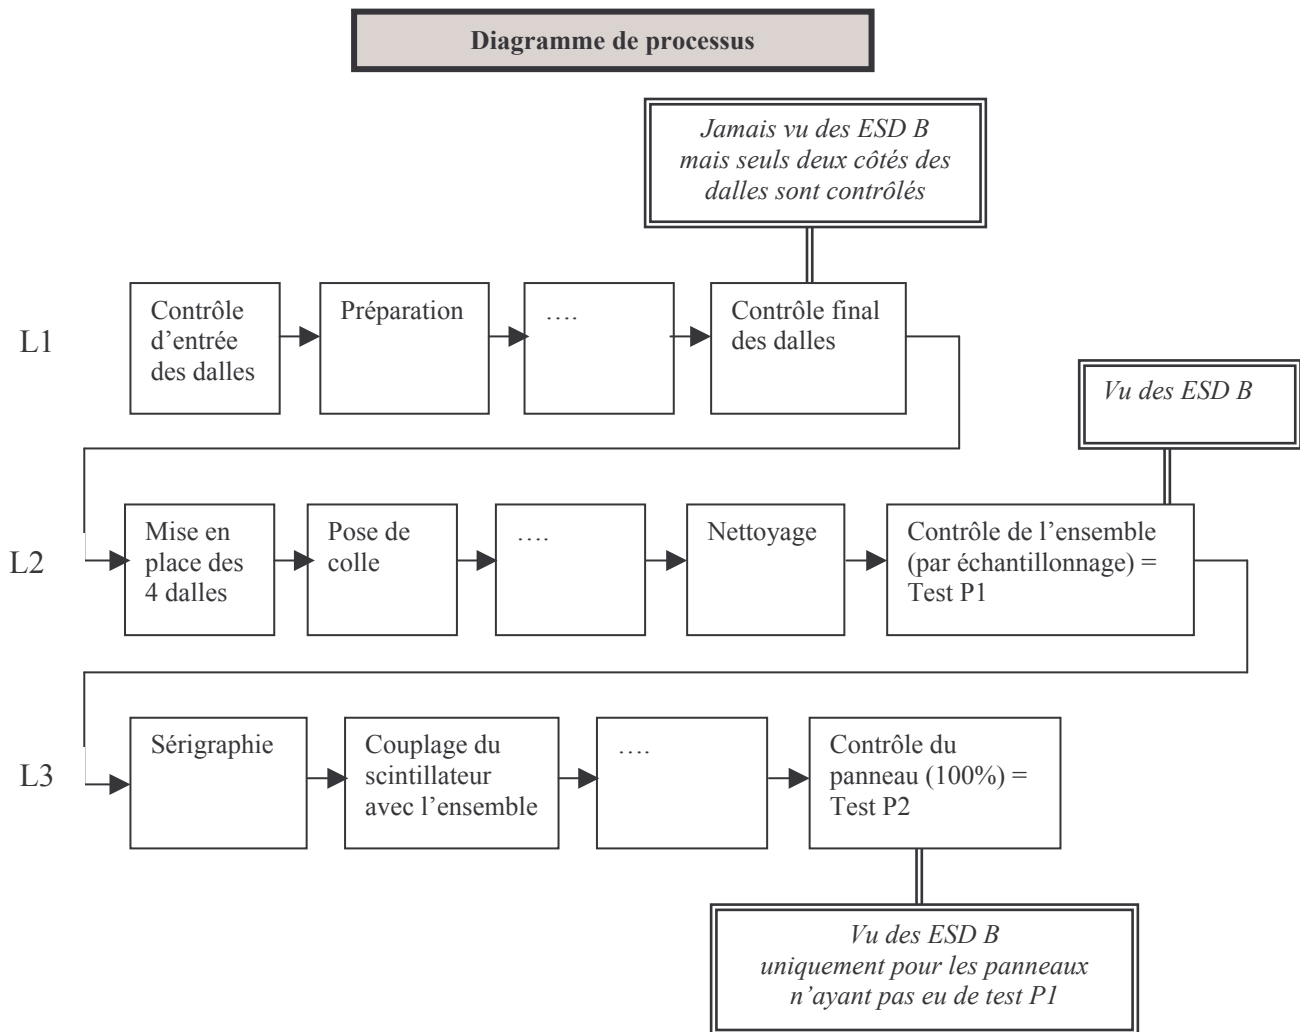 Diagramme de processus
Jamais vu des ESD B
mais seuls deux côtés des
dalles sont contrôlés
L1
Contrôle
d’entrée
des dalles
Préparation
….
Contrôle final
des dalles
Vu des ESD B
L2
Mise en
place des
4 dalles
Pose de
colle
….
Nettoyage
Contrôle de l’ensemble
(par échantillonnage) =
Test P1
L3
Sérigraphie
Couplage du
scintillateur
avec l’ensemble
….
Contrôle du
panneau (100%) =
Test P2
Vu des ESD B
uniquement pour les panneaux
n’ayant pas eu de test P1